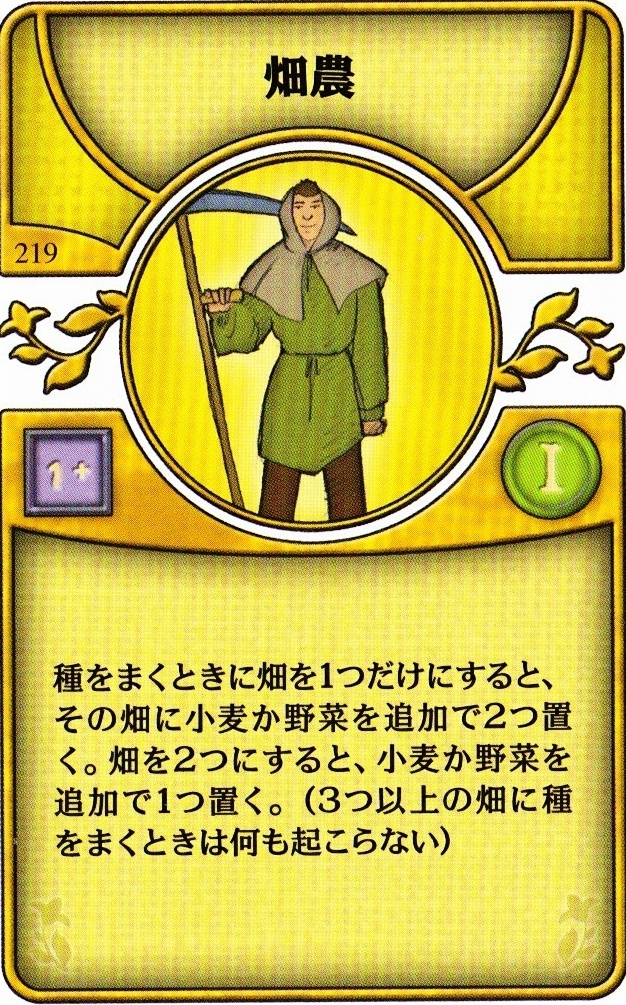 畑農
219
1+
I
種をまくときに畑を1つだけにすると、
その畑に小麦か野菜を追加で2つ置
く。畑を2つにすると、小麦か野菜を
追加で1つ置く。（3つ以上の畑に種
をまくときは何も起こらない）